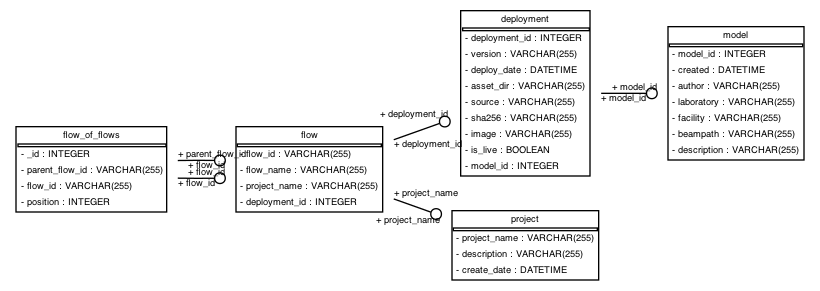 flow_of_flows
- _id : INTEGER
- parent_flow_id : VARCHAR(255)
- flow_id : VARCHAR(255)
- position : INTEGER
+ parent_flow_id
+ flow_id
+ flow_id
+ flow_id
flow
- flow_id : VARCHAR(255)
- flow_name : VARCHAR(255)
- project_name : VARCHAR(255)
- deployment_id : INTEGER
+ deployment_id
+ deployment_id
+ project_name
+ project_name
deployment
- deployment_id : INTEGER
- version : VARCHAR(255)
- deploy_date : DATETIME
- asset_dir : VARCHAR(255)
- source : VARCHAR(255)
- sha256 : VARCHAR(255)
- image : VARCHAR(255)
- is_live : BOOLEAN
- model_id : INTEGER
+ model_id
+ model_id
model
- model_id : INTEGER
- created : DATETIME
- author : VARCHAR(255)
- laboratory : VARCHAR(255)
- facility : VARCHAR(255)
- beampath : VARCHAR(255)
- description : VARCHAR(255)
project
- project_name : VARCHAR(255)
- description : VARCHAR(255)
- create_date : DATETIME